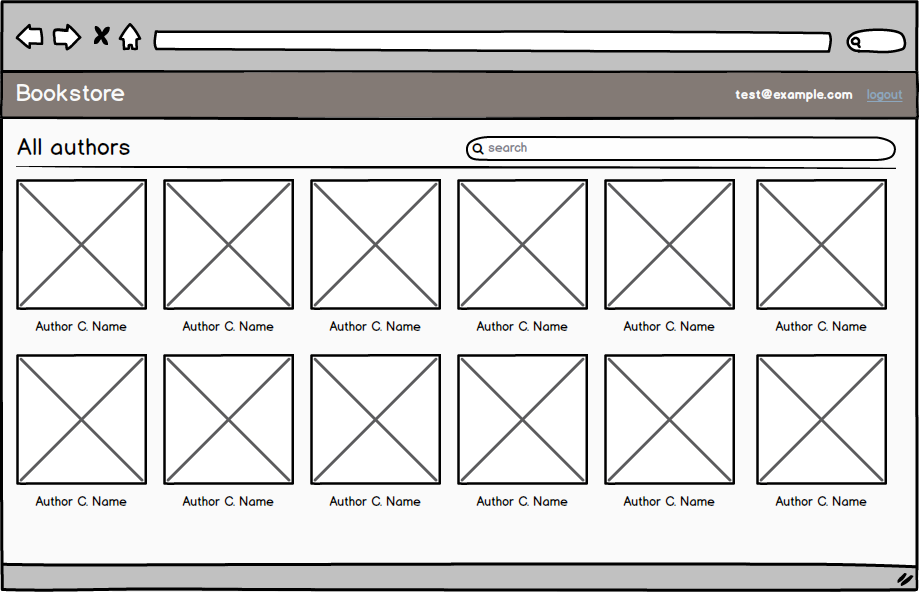 Bookstore
test@example.com logout
All authors
search
Author C. Name Author C. Name Author C. Name Author C. Name Author C. Name Author C. Name
Author C. Name Author C. Name Author C. Name Author C. Name Author C. Name Author C. Name